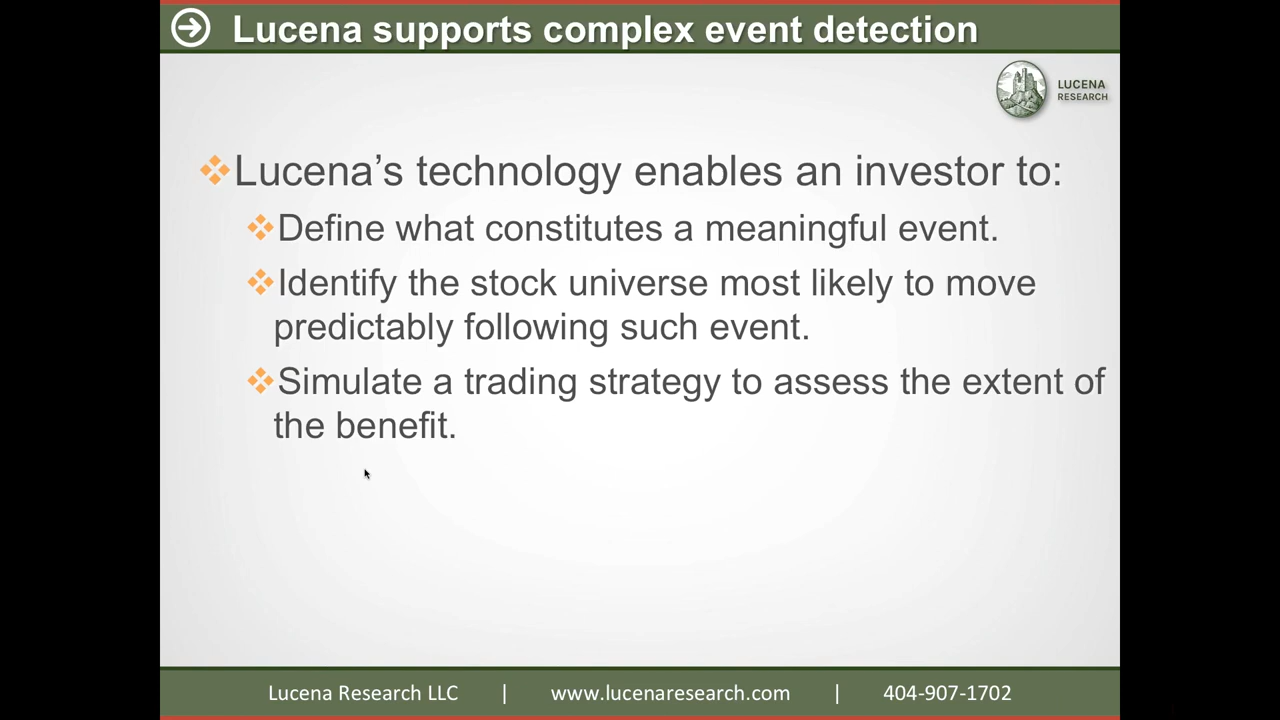 Lucena supports complex event detection
LUCENA
RESEARCH
Lucena’s technology enables an investor to:
Define what constitutes a meaningful event.
Identify the stock universe most likely to move
predictably following such event.
Simulate a trading strategy to assess the extent of
the benefit.
Lucena Research LLC | www.lucenaresearch.com | 404-907-1702